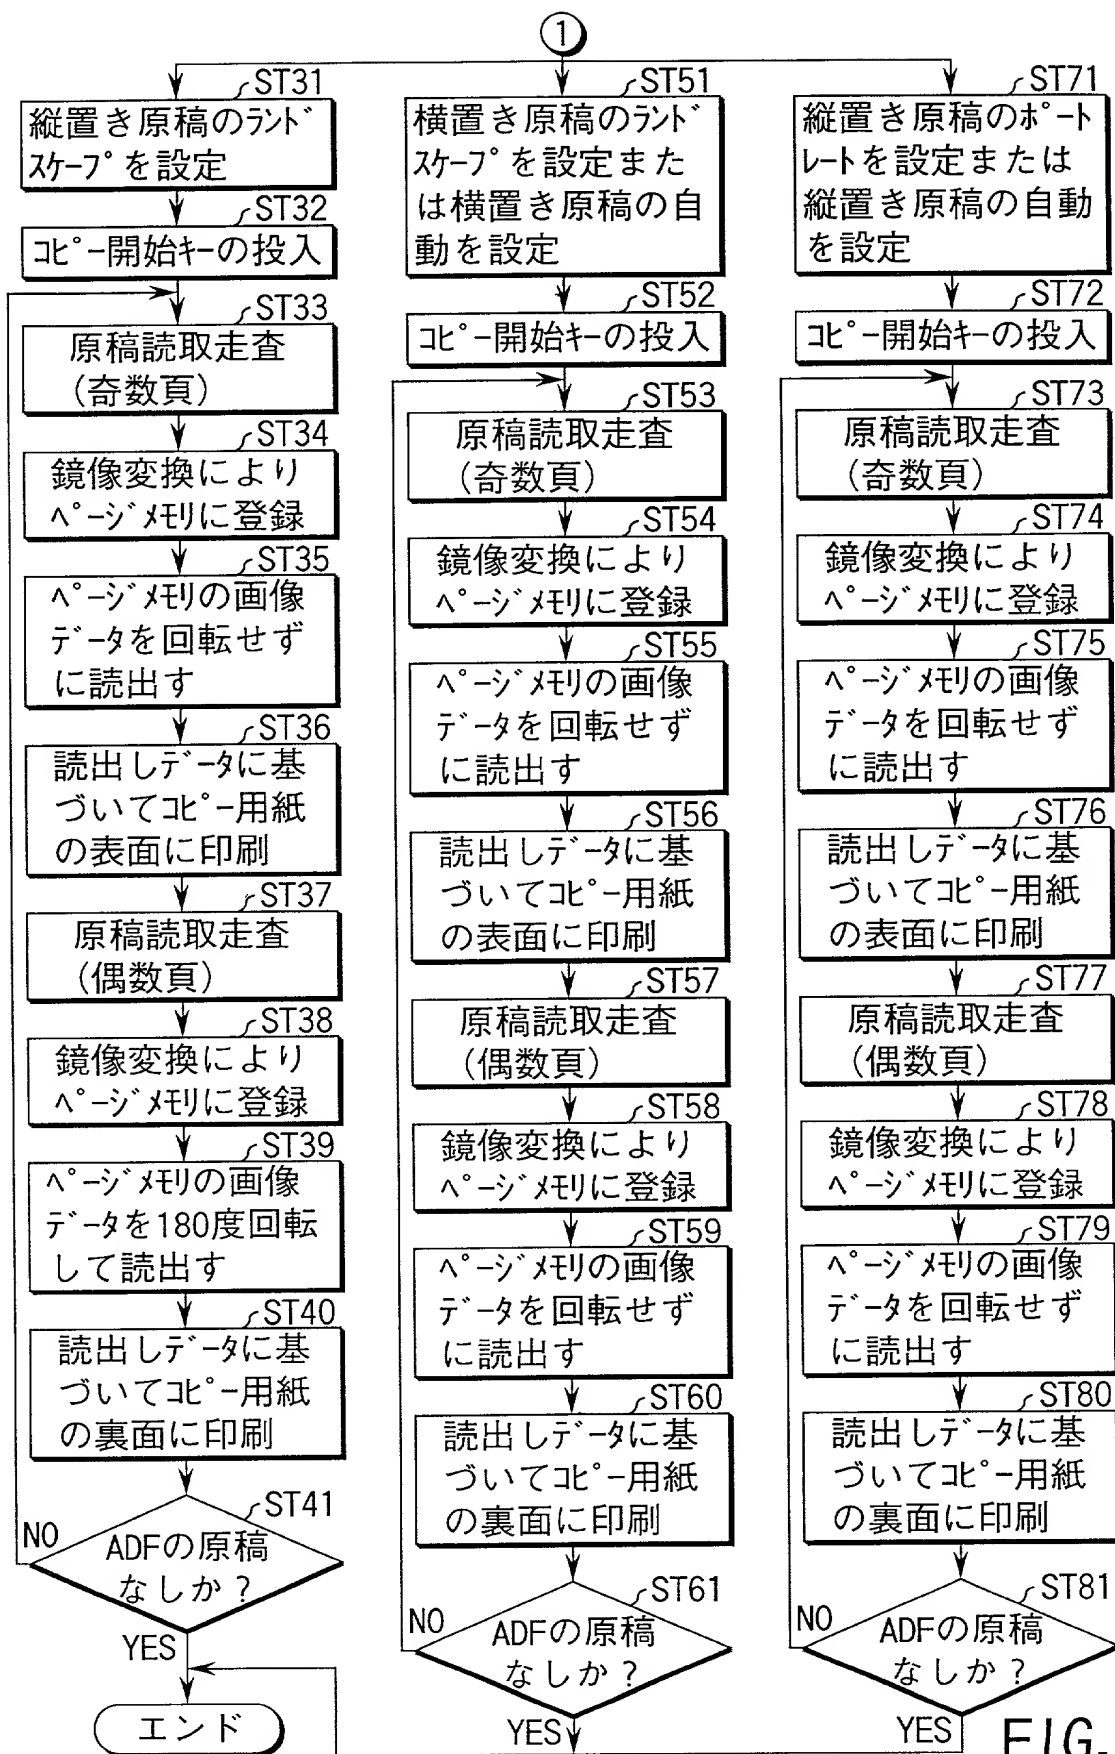 1
ST31
縦置き原稿のランド
スケープを設定
ST32
コピー開始キーの投入
ST33
原稿読取走査
(奇数頁)
ST34
鏡像変換により
ページメモリに登録
ST35
ページメモリの画像
データを回転せず
に読出す
ST36
読出しデータに基
づいてコピー用紙
の表面に印刷
ST37
原稿読取走査
(偶数頁)
ST38
鏡像変換により
ページメモリに登録
ST39
ページメモリの画像
データを180度回転
して読出す
ST40
読出しデータに基
づいてコピー用紙
の裏面に印刷
ST41
ADFの原稿
なしか?
NO
YES
エンド
ST51
横置き原稿のランド
スケープを設定また
は横置き原稿の自
動を設定
ST52
コピー開始キーの投入
ST53
原稿読取走査
(奇数頁)
ST54
鏡像変換により
ページメモリに登録
ST55
ページメモリの画像
データを回転せず
に読出す
ST56
読出しデータに基
づいてコピー用紙
の表面に印刷
ST57
原稿読取走査
(偶数頁)
ST58
鏡像変換により
ページメモリに登録
ST59
ページメモリの画像
データを回転せず
に読出す
ST60
読出しデータに基
づいてコピー用紙
の裏面に印刷
ST61
ADFの原稿
なしか?
NO
YES
ST71
縦置き原稿のポート
レートを設定または
縦置き原稿の自動
を設定
ST72
コピー開始キーの投入
ST73
原稿読取走査
(奇数頁)
ST74
鏡像変換により
ページメモリに登録
ST75
ページメモリの画像
データを回転せず
に読出す
ST76
読出しデータに基
づいてコピー用紙
の表面に印刷
ST77
原稿読取走査
(偶数頁)
ST78
鏡像変換により
ページメモリに登録
ST79
ページメモリの画像
データを回転せず
に読出す
ST80
読出しデータに基
づいてコピー用紙
の裏面に印刷
ST81
ADFの原稿
なしか?
NO
YES
FIG.